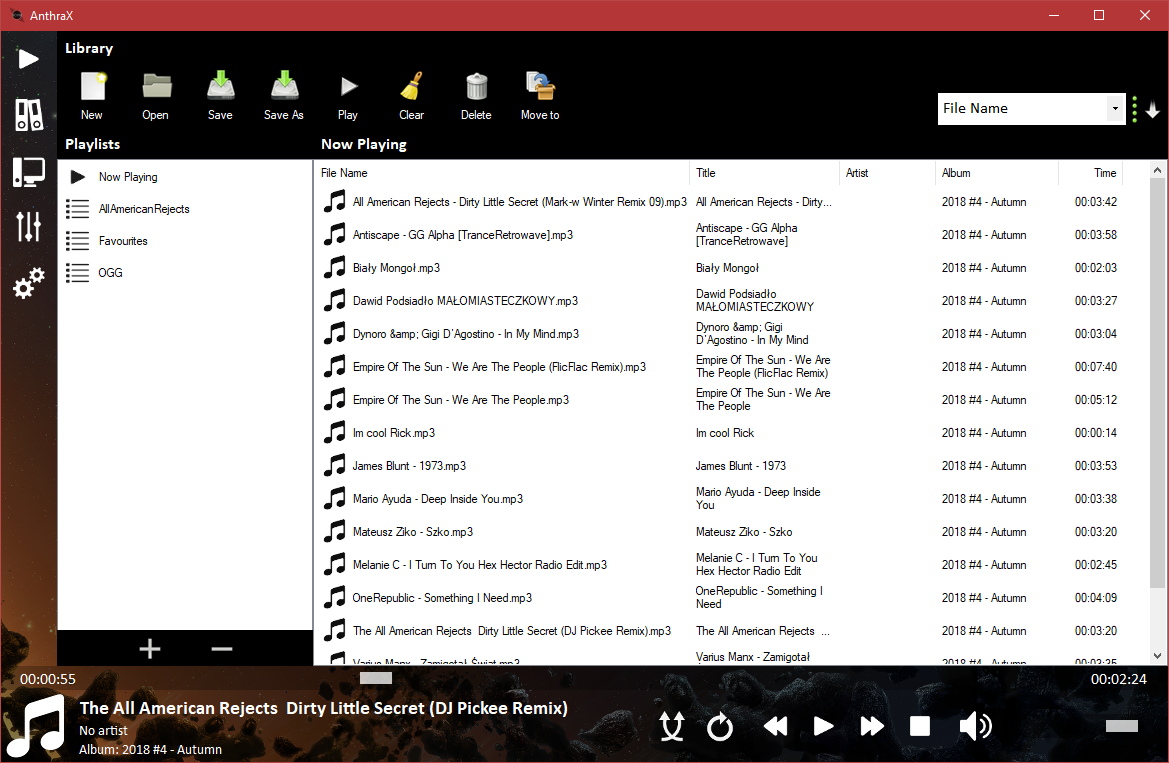 AnthraX
Library
New
Open
Save
Save As
Play
Clear
Delete
Move to
File Name
Playlists
Now Playing
Now Playing
AllAmericanRejects
Favourites
OGG
File Name Title Artist Album Time
All American Rejects - Dirty Little Secret (Mark-w Winter Remix 09).mp3 All American Rejects - Dirty... 2018 #4 - Autumn 00:03:42
Antiscape - GG Alpha [TranceRetrowave].mp3 Antiscape - GG Alpha 2018 #4 - Autumn 00:03:58
[TranceRetrowave]
Biały Mongoł.mp3 Biały Mongoł 2018 #4 - Autumn 00:02:03
Dawid Podsiadło MAŁOMIASTECZKOWY.mp3 Dawid Podsiadło 2018 #4 - Autumn 00:03:27
MAŁOMIASTECZKOWY
Dynoro &amp; Gigi D'Agostino - In My Mind.mp3 Dynoro &amp; Gigi 2018 #4 - Autumn 00:03:04
D'Agostino - In My Mind
Empire Of The Sun - We Are The People (FlicFlac Remix).mp3 Empire Of The Sun - We Are 2018 #4 - Autumn 00:07:40
The People (FlicFlac Remix)
Empire Of The Sun - We Are The People.mp3 Empire Of The Sun - We Are 2018 #4 - Autumn 00:05:12
The People
Im cool Rick.mp3 Im cool Rick 2018 #4 - Autumn 00:00:14
James Blunt - 1973.mp3 James Blunt - 1973 2018 #4 - Autumn 00:03:53
Mario Ayuda - Deep Inside You.mp3 Mario Ayuda - Deep Inside 2018 #4 - Autumn 00:03:38
You
Mateusz Ziko - Szko.mp3 Mateusz Ziko - Szko 2018 #4 - Autumn 00:03:20
Melanie C - I Turn To You Hex Hector Radio Edit.mp3 Melanie C - I Turn To You 2018 #4 - Autumn 00:02:45
Hex Hector Radio Edit
OneRepublic - Something I Need.mp3 OneRepublic - Something I 2018 #4 - Autumn 00:04:09
Need
The All American Rejects  Dirty Little Secret (DJ Pickee Remix).mp3 The All American Rejects  ... 2018 #4 - Autumn 00:03:20
Varius Manx - Zamigotał Świat.mp3 Varius Manx - Zamigotał 2018 #4 - Autumn 00:03:35
00:00:55
00:02:24
The All American Rejects  Dirty Little Secret (DJ Pickee Remix)
No artist
Album: 2018 #4 - Autumn